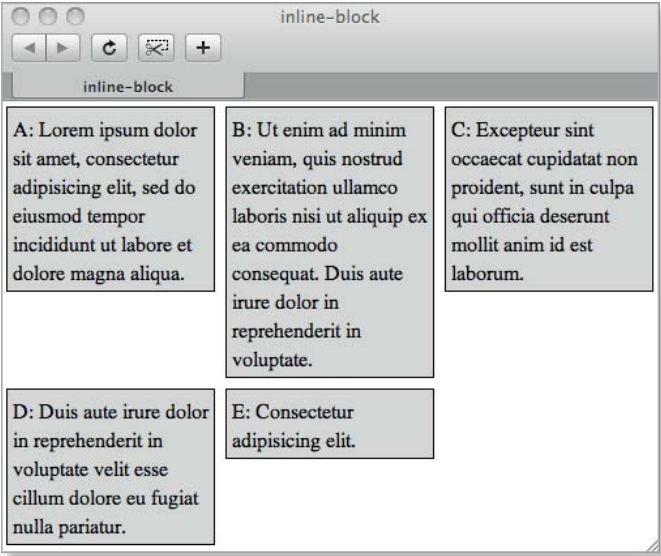 inline-block
inline-block
A: Lorem ipsum dolor
sit amet, consectetur
adipisicing elit, sed do
eiusmod tempor
incididunt ut labore et
dolore magna aliqua.
B: Ut enim ad minim
veniam, quis nostrud
exercitation ullamco
laboris nisi ut aliquip ex
ea commodo
consequat. Duis aute
irure dolor in
reprehenderit in
voluptate.
C: Excepteur sint
occaecat cupidatat non
proident, sunt in culpa
qui officia deserunt
mollit anim id est
laborum.
D: Duis aute irure dolor
in reprehenderit in
voluptate velit esse
cillum dolore eu fugiat
nulla pariatur.
E: Consectetur
adipisicing elit.